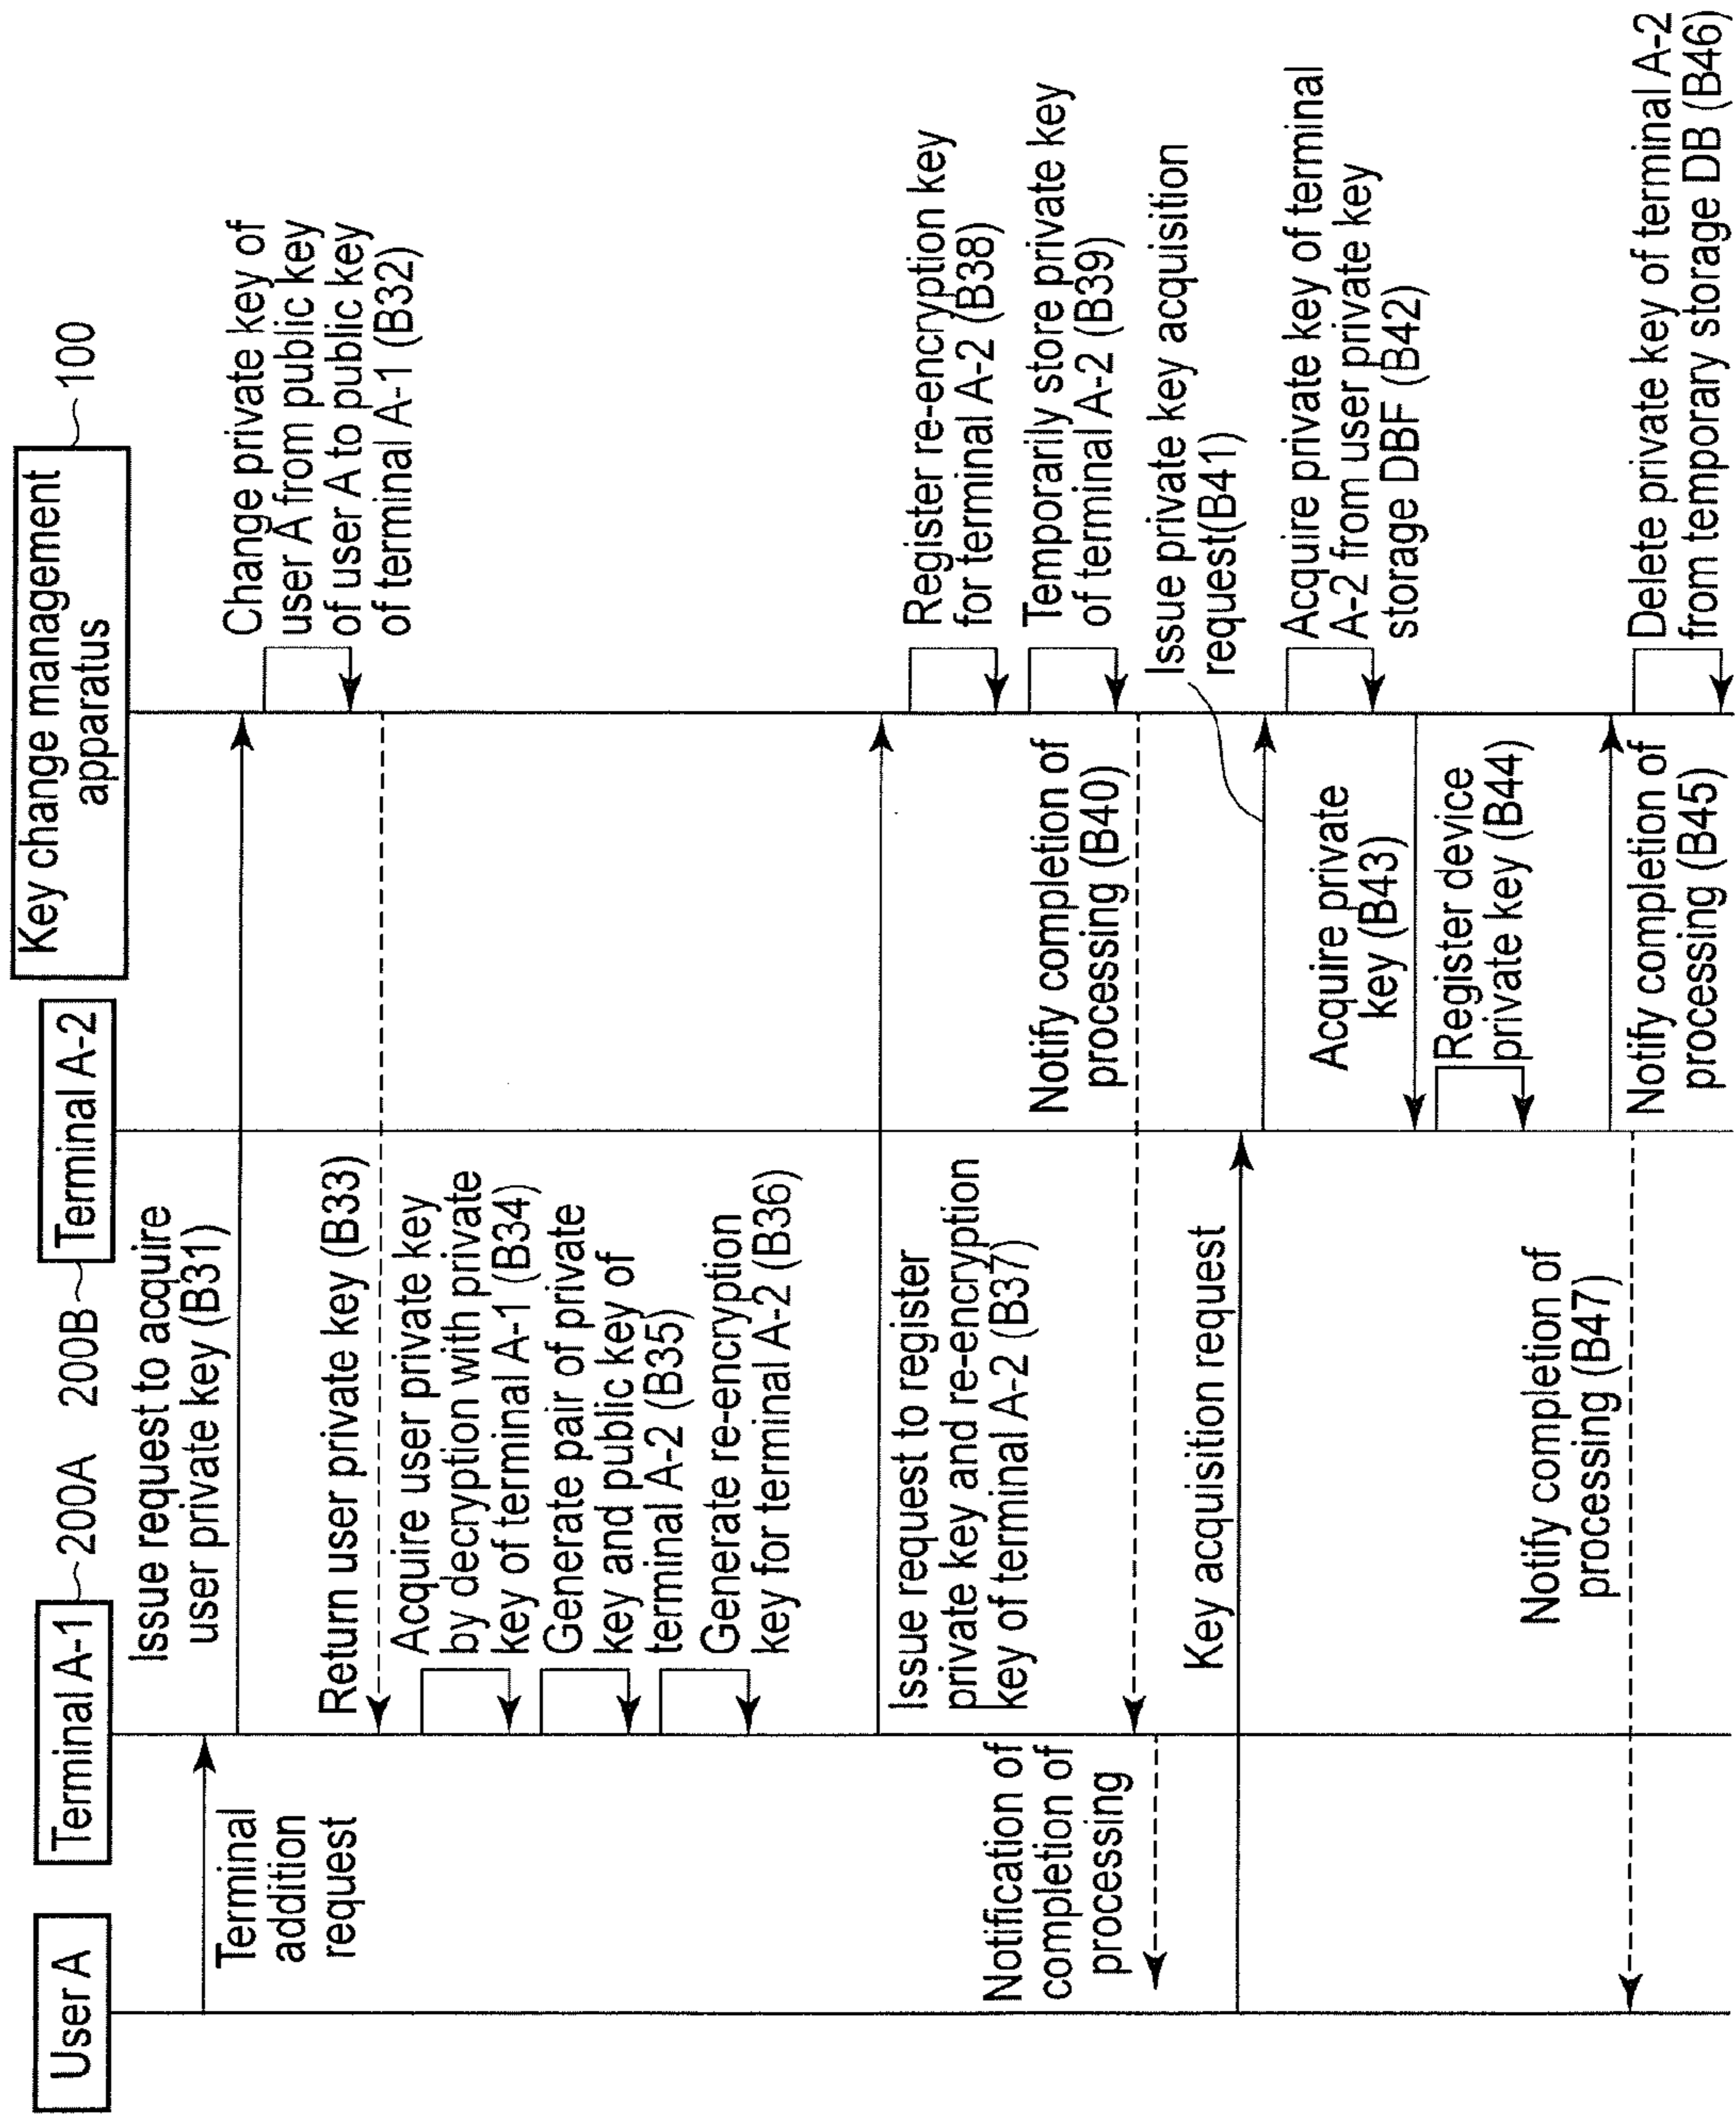 User A
Terminal A-1
200A
200B
Terminal A-2
Key change management
apparatus
100
Terminal
addition
request
Issue request to acquire
user private key (B31)
Change private key of
user A from public key
of user A to public key
of terminal A-1 (B32)
Return user private key (B33)
Acquire user private key
by decryption with private
key of terminal A-1 (B34)
Generate pair of private
key and public key of
terminal A-2 (B35)
Generate re-encryption
key for terminal A-2 (B36)
Issue request to register
private key and re-encryption
key of terminal A-2 (B37)
Register re-encryption key
for terminal A-2 (B38)
Temporarily store private key
of terminal A-2 (B39)
Notify completion of
processing (B40)
Notification of
completion of
processing
Key acquisition request
Issue private key acquisition
request(B41)
Acquire private key of terminal
A-2 from user private key
storage DBF (B42)
Acquire private
key (B43)
Register device
private key (B44)
Notify completion of
processing (B45)
Delete private key of terminal A-2
from temporary storage DB (B46)
Notify completion of
processing (B47)